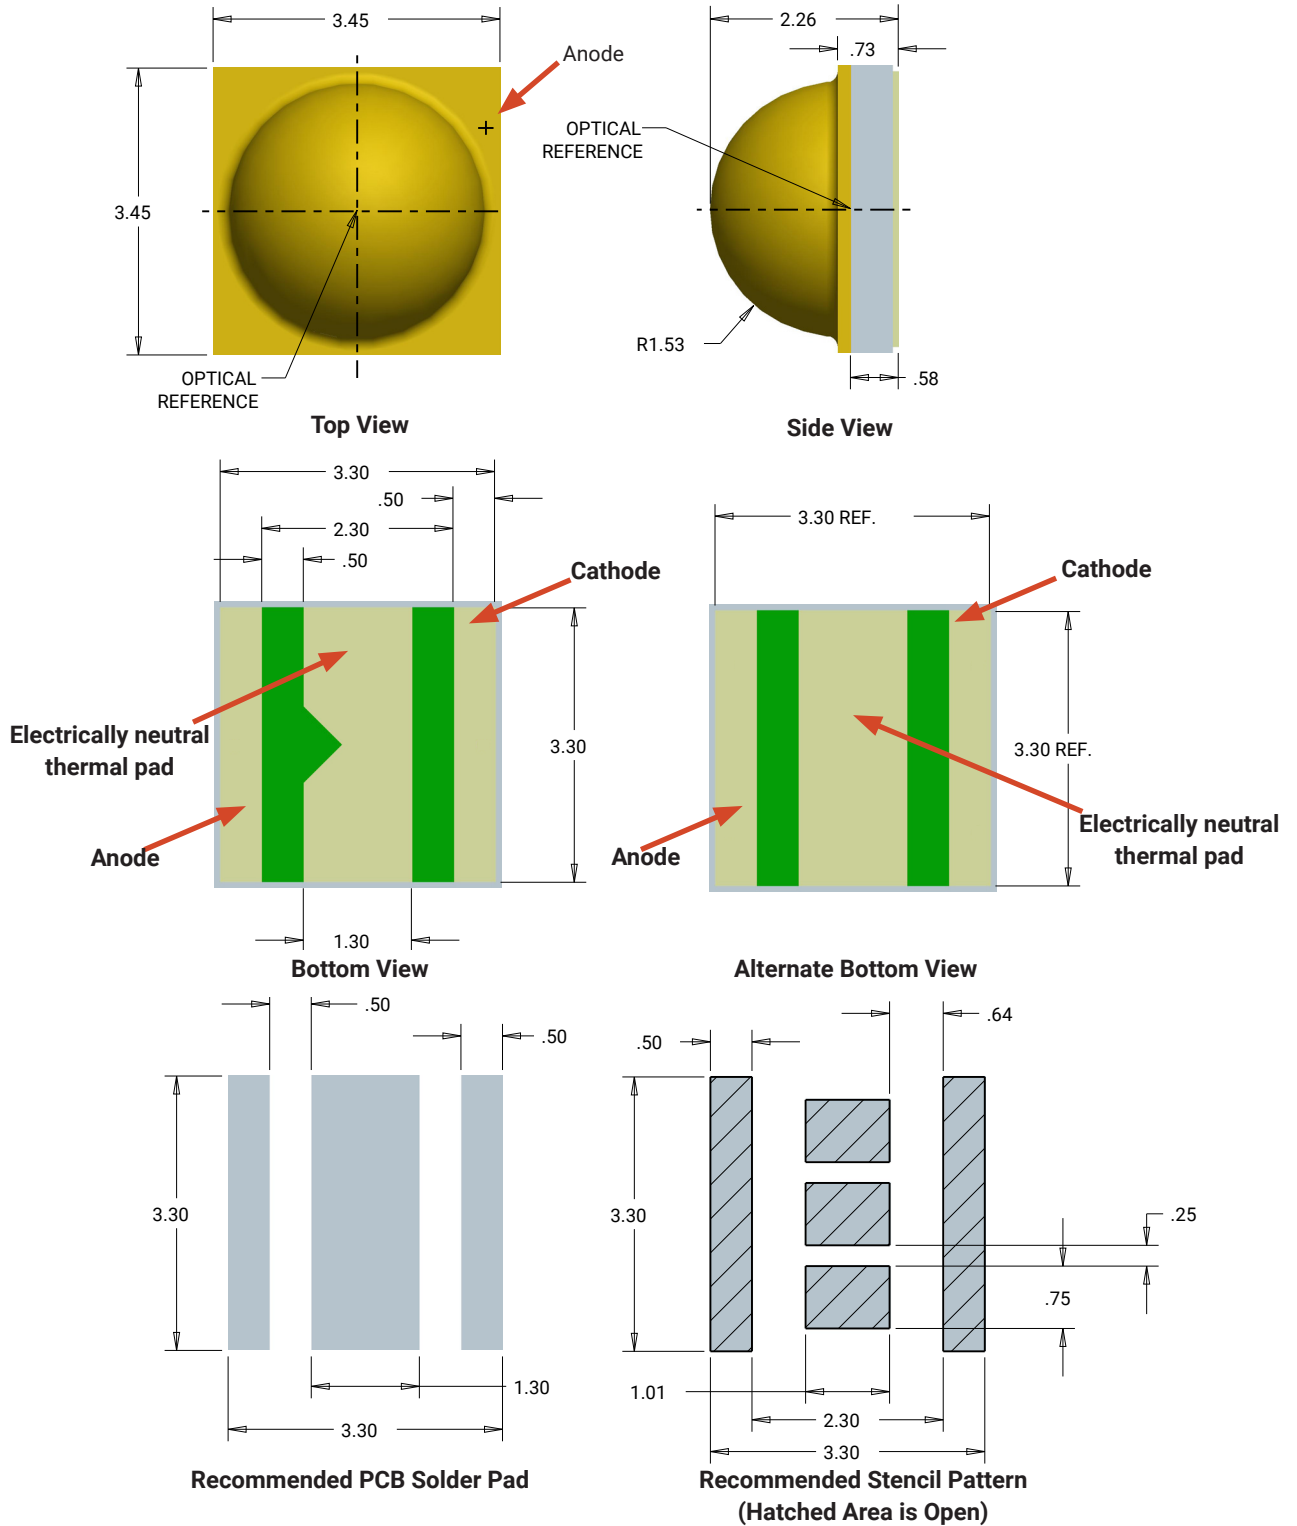 3.45
Anode
+
3.45
OPTICAL
REFERENCE
Top View
2.26
.73
OPTICAL
REFERENCE
R1.53
.58
Side View
3.30
.50
2.30
.50
Cathode
Electrically neutral
thermal pad
3.30
Anode
1.30
Bottom View
3.30 REF.
Cathode
3.30 REF.
Electrically neutral
thermal pad
Anode
Alternate Bottom View
.50
.50
3.30
1.30
3.30
Recommended PCB Solder Pad
.64
.50
3.30
.25
.75
1.01
2.30
3.30
Recommended Stencil Pattern
(Hatched Area is Open)